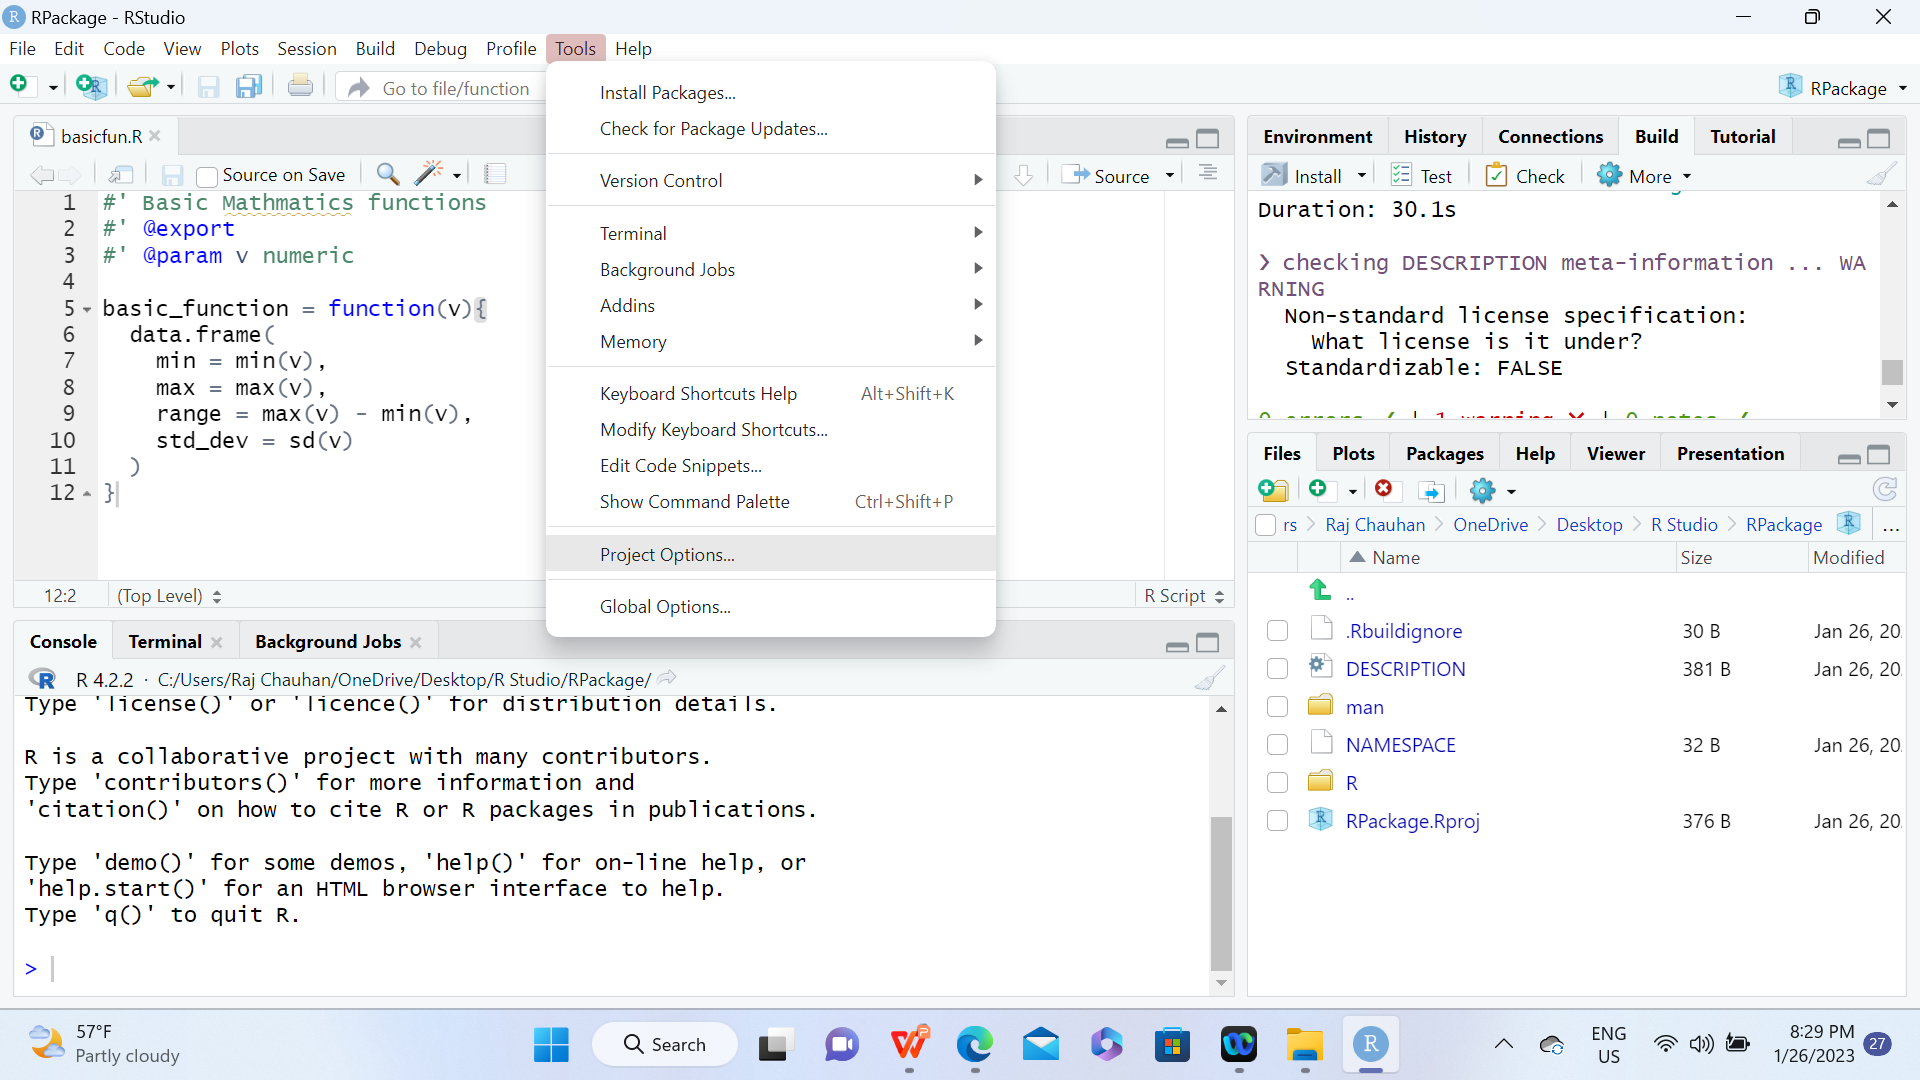 RPackage - RStudio
File Edit Code View Plots Session Build Debug Profile Tools Help
Go to file/function
RPackage
Install Packages...
Check for Package Updates...
Version Control
Terminal
Background Jobs
Addins
Memory
Keyboard Shortcuts Help Alt+Shift+K
Modify Keyboard Shortcuts...
Edit Code Snippets...
Show Command Palette Ctrl+Shift+P
Project Options...
Global Options...
basicfun.R
Source on Save
Source
1 #' Basic Mathmatics functions
2 #' @export
3 #' @param v numeric
4
5 basic_function = function(v){
6 data.frame(
7 min = min(v),
8 max = max(v),
9 range = max(v) - min(v),
10 std_dev = sd(v)
11 )
12 }
12:2 (Top Level) R Script
Console Terminal Background Jobs
R 4.2.2 · C:/Users/Raj Chauhan/OneDrive/Desktop/R Studio/RPackage/
Type 'license()' or 'licence()' for distribution details.
R is a collaborative project with many contributors.
Type 'contributors()' for more information and
'citation()' on how to cite R or R packages in publications.
Type 'demo()' for some demos, 'help()' for on-line help, or
'help.start()' for an HTML browser interface to help.
Type 'q()' to quit R.
>
Environment History Connections Build Tutorial
Install Test Check More
Duration: 30.1s
❯ checking DESCRIPTION meta-information ... WA
RNING
Non-standard license specification:
What license is it under?
Standardizable: FALSE
0 errors ✓ | 1 warning ✖ | 0 notes ✓
Files Plots Packages Help Viewer Presentation
rs Raj Chauhan OneDrive Desktop R Studio RPackage ...
Name Size Modified
..
.Rbuildignore 30 B Jan 26, 20
DESCRIPTION 381 B Jan 26, 20
man
NAMESPACE 32 B Jan 26, 20
R
RPackage.Rproj 376 B Jan 26, 20
57°F
Partly cloudy
Search
ENG
US
8:29 PM
1/26/2023
27